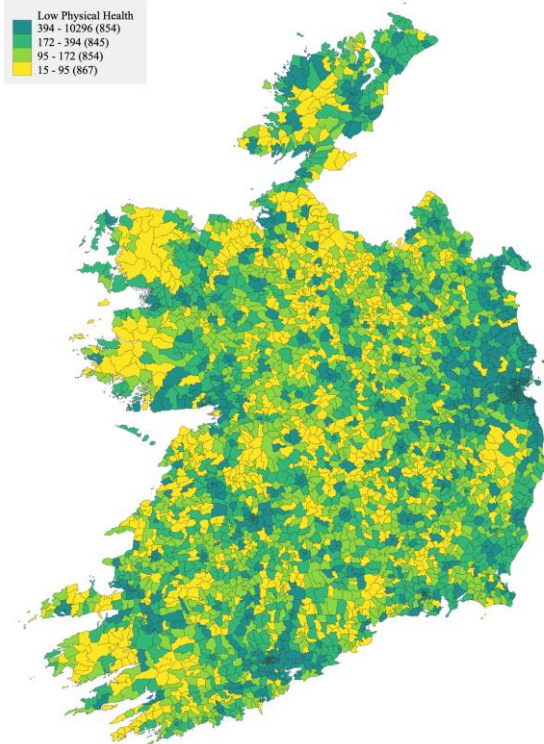 Low Physical Health
394 - 10296 (854)
172 - 394 (845)
95 - 172 (854)
15 - 95 (867)